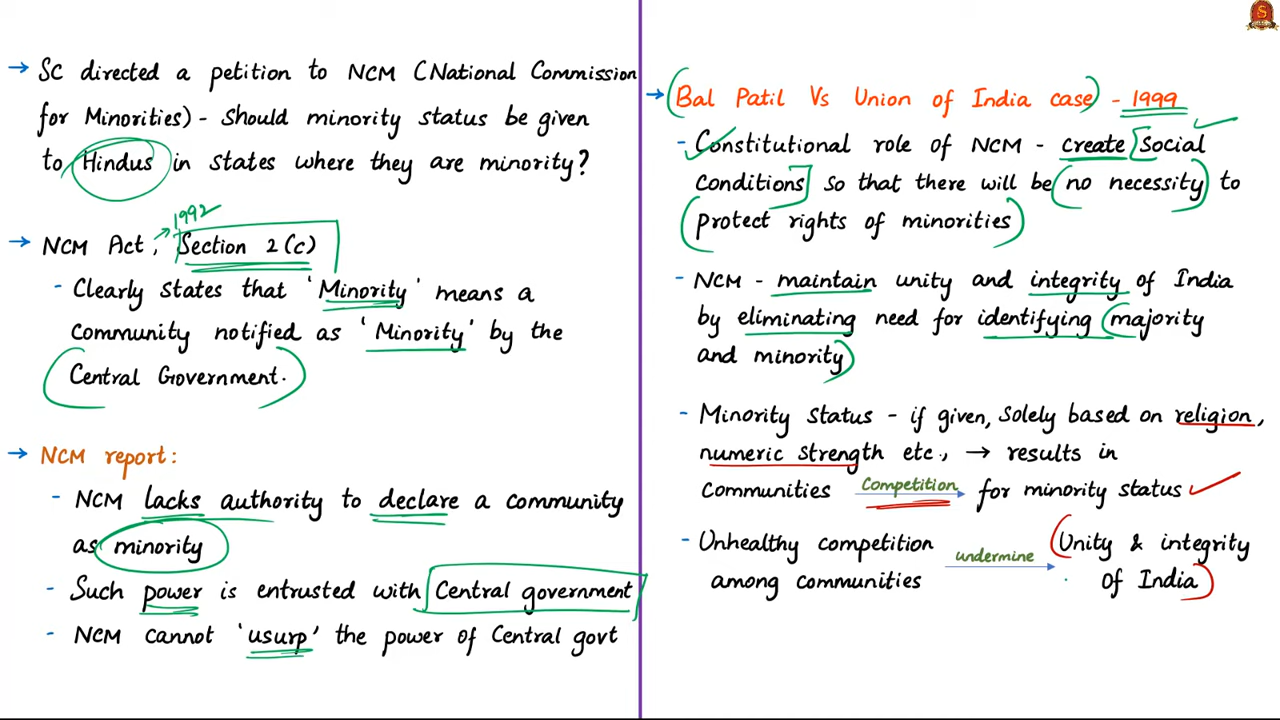 → SC directed a petition to NCM (National Commission
for Minorities) - Should minority status be given
to Hindus in states where they are minority?
1992
→ NCM Act, → Section 2(c)
- Clearly states that 'Minority' means a
community notified as 'Minority' by the
Central Government.
→ NCM report:
- NCM lacks authority to declare a community
as minority
- Such power is entrusted with Central government
- NCM cannot 'usurp' the power of Central govt
→ Bal Patil Vs Union of India case - 1999
- Constitutional role of NCM - create Social
Conditions so that there will be no necessity to
protect rights of minorities
- NCM - maintain unity and integrity of India
by eliminating need for identifying majority
and minority
- Minority status - if given, solely based on religion,
numeric strength etc., → results in
Communities Competition → for minority status
- Unhealthy competition undermine → Unity & integrity
among communities of India